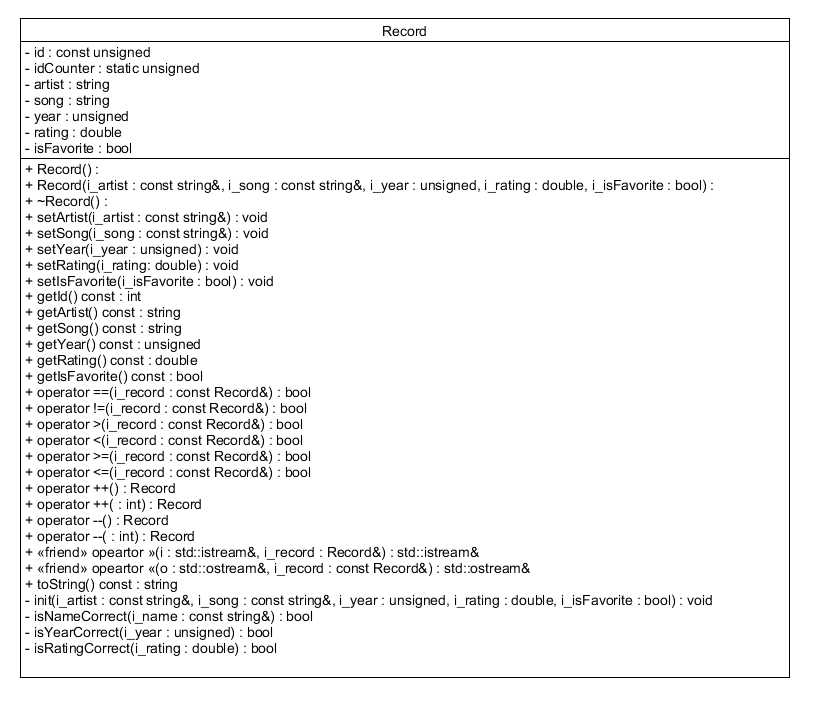 Record
- id : const unsigned
- idCounter : static unsigned
- artist : string
- song : string
- year : unsigned
- rating : double
- isFavorite : bool
+ Record() :
+ Record(i_artist : const string&, i_song : const string&, i_year : unsigned, i_rating : double, i_isFavorite : bool) :
+ ~Record() :
+ setArtist(i_artist : const string&) : void
+ setSong(i_song : const string&) : void
+ setYear(i_year : unsigned) : void
+ setRating(i_rating: double) : void
+ setIsFavorite(i_isFavorite : bool) : void
+ getId() const : int
+ getArtist() const : string
+ getSong() const : string
+ getYear() const : unsigned
+ getRating() const : double
+ getIsFavorite() const : bool
+ operator ==(i_record : const Record&) : bool
+ operator !=(i_record : const Record&) : bool
+ operator >(i_record : const Record&) : bool
+ operator <(i_record : const Record&) : bool
+ operator >=(i_record : const Record&) : bool
+ operator <=(i_record : const Record&) : bool
+ operator ++() : Record
+ operator ++( : int) : Record
+ operator --() : Record
+ operator --( : int) : Record
+ «friend» opeartor »(i : std::istream&, i_record : Record&) : std::istream&
+ «friend» opeartor «(o : std::ostream&, i_record : const Record&) : std::ostream&
+ toString() const : string
- init(i_artist : const string&, i_song : const string&, i_year : unsigned, i_rating : double, i_isFavorite : bool) : void
- isNameCorrect(i_name : const string&) : bool
- isYearCorrect(i_year : unsigned) : bool
- isRatingCorrect(i_rating : double) : bool